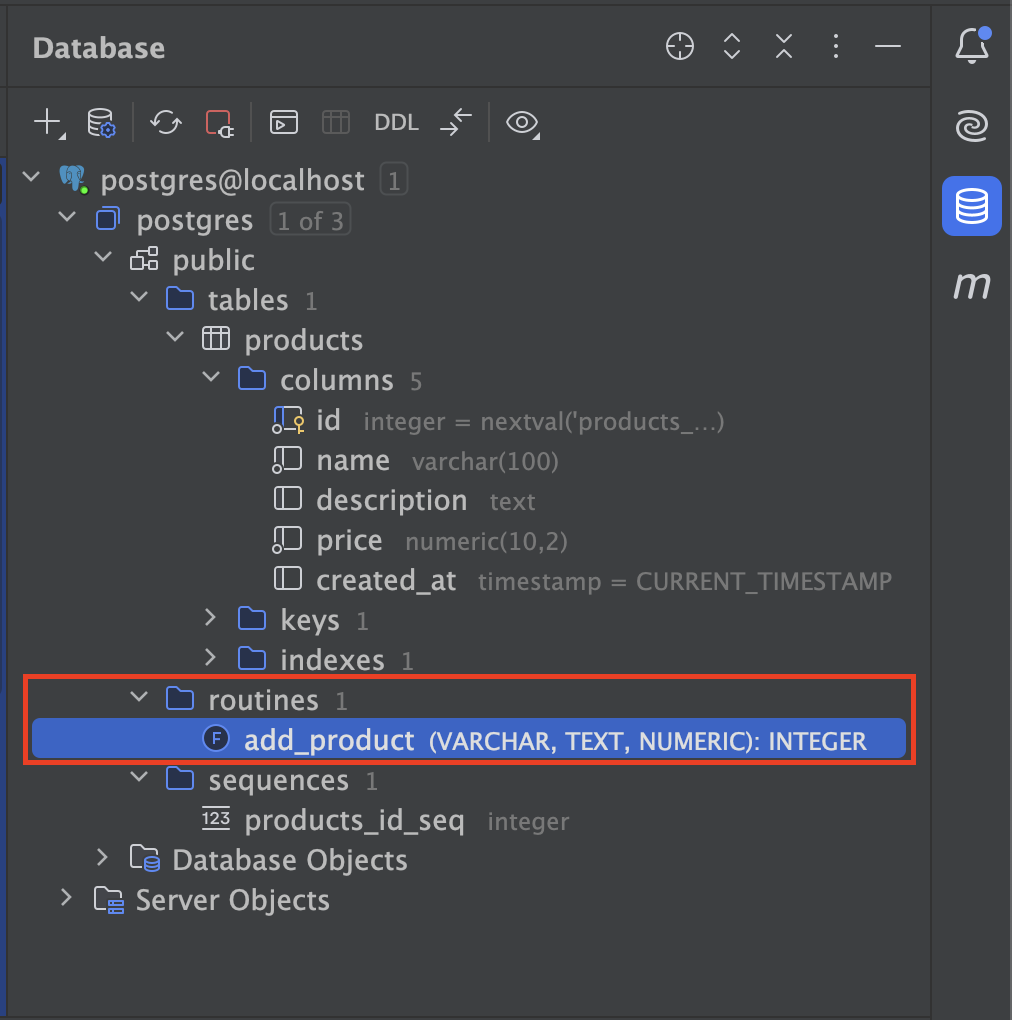 Database
DDL
postgres@localhost 1
postgres 1 of 3
public
tables 1
products
columns 5
id integer = nextval('products_...)
name varchar(100)
description text
price numeric(10,2)
created_at timestamp = CURRENT_TIMESTAMP
keys 1
indexes 1
routines 1
F add_product (VARCHAR, TEXT, NUMERIC): INTEGER
sequences 1
123 products_id_seq integer
Database Objects
Server Objects
m